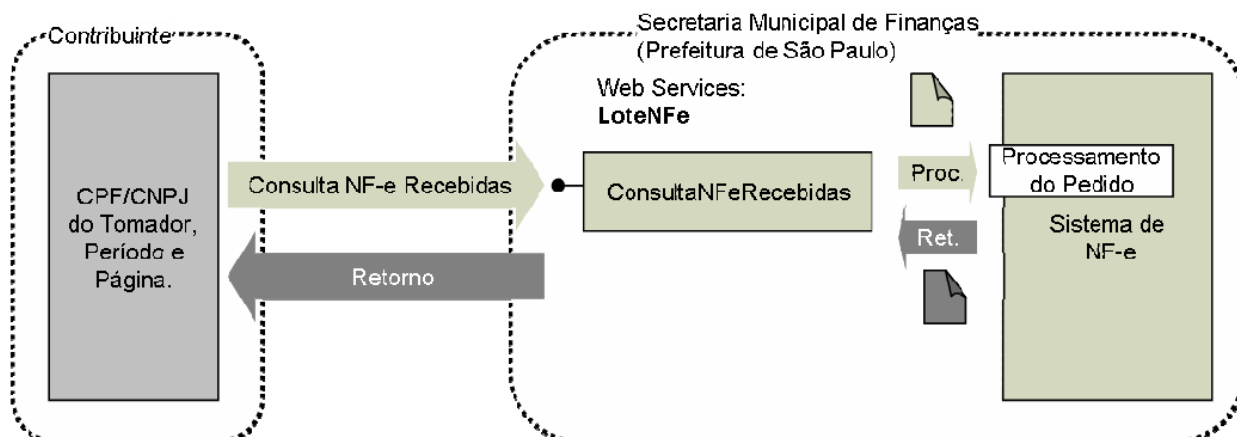 Contribuinte
CPF/CNPJ
do Tomador,
Período e
Página.
Consulta NF-e Recebidas
Retorno
Secretaria Municipal de Finanças
(Prefeitura de São Paulo)
Web Services:
LoteNFe
ConsultaNFeRecebidas
Proc.
Ret.
Processamento
do Pedido
Sistema de
NF-e